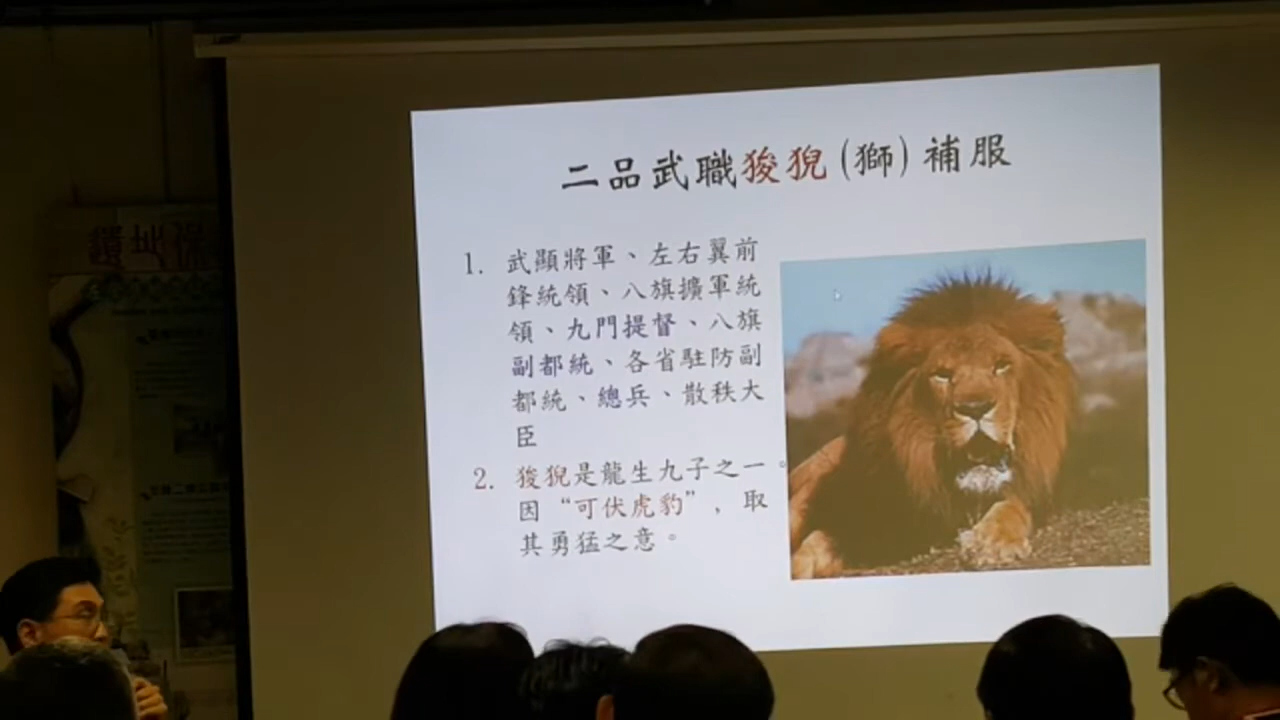 二品武職狻猊(獅)補服
1. 武顯將軍、左右翼前
鋒統領、八旗擴軍統
領、九門提督、八旗
副都統、各省駐防副
都統、總兵、散秩大
臣
2. 狻猊是龍生九子之一。
因“可伏虎豹”，取
其勇猛之意。
遺址